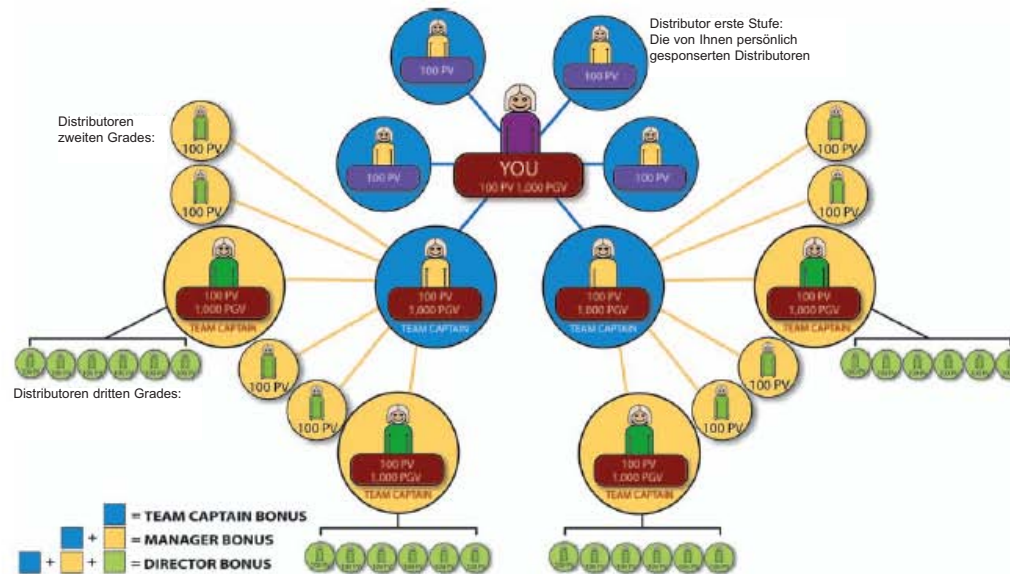 Distributor erste Stufe:
Die von Ihnen persönlich
gesponserten Distributoren
100 PV
100 PV
Distributoren
zweiten Grades:
100 PV
100 PV
100 PV
100 PV
YOU
100 PV 1,000 PGV
100 PV
100 PV
100 PV
1,000 PGV
TEAM CAPTAIN
100 PV
1,000 PGV
TEAM CAPTAIN
100 PV
1,000 PGV
TEAM CAPTAIN
100 PV
1,000 PGV
TEAM CAPTAIN
Distributoren dritten Grades:
100 PV
100 PV
100 PV
100 PV
100 PV
1,000 PGV
TEAM CAPTAIN
100 PV
1,000 PGV
TEAM CAPTAIN
= TEAM CAPTAIN BONUS
+ = MANAGER BONUS
+ + = DIRECTOR BONUS